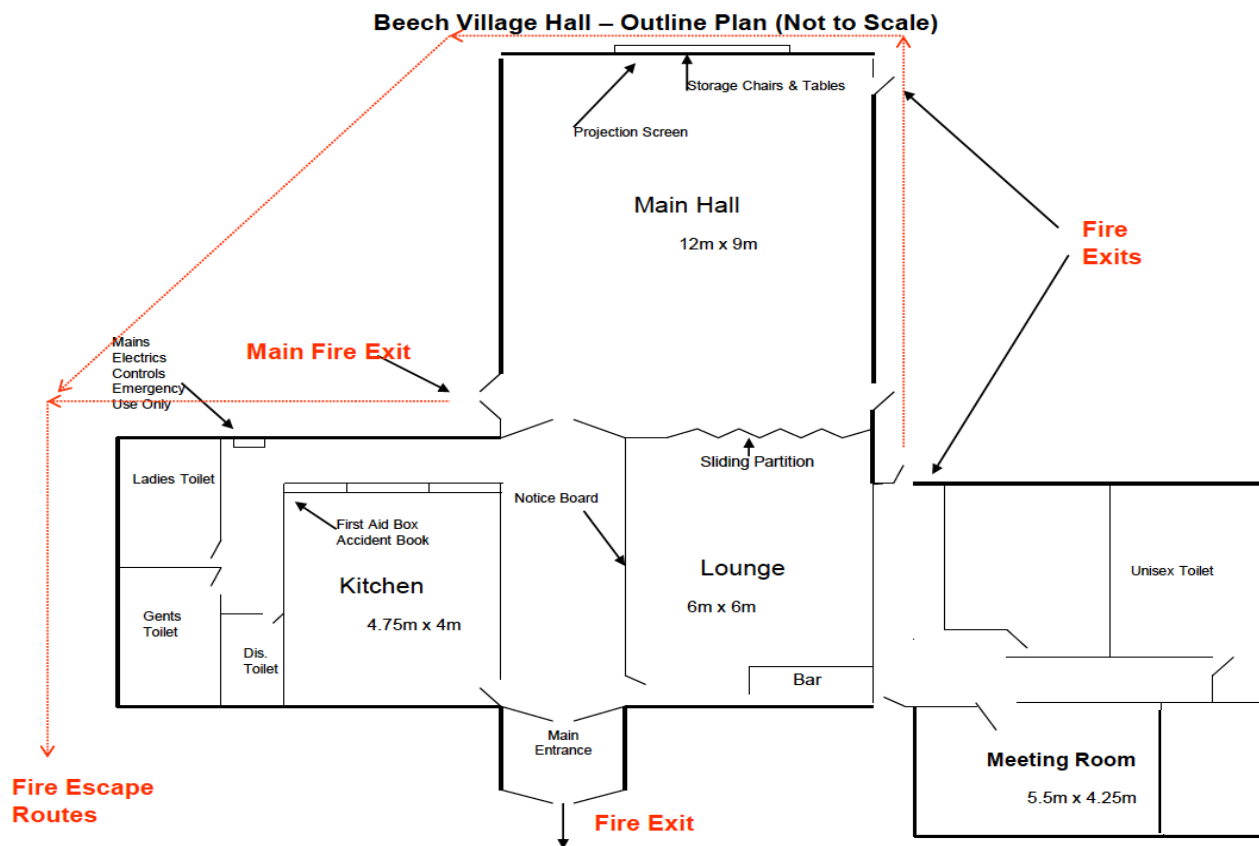 Beech Village Hall – Outline Plan (Not to Scale)
Storage Chairs & Tables
Projection Screen
Main Hall
12m x 9m
Fire
Exits
Mains
Electrics
Controls
Emergency
Use Only
Main Fire Exit
Sliding Partition
Ladies Toilet
Notice Board
First Aid Box
Accident Book
Kitchen
4.75m x 4m
Lounge
6m x 6m
Unisex Toilet
Gents
Toilet
Dis.
Toilet
Bar
Main
Entrance
Meeting Room
5.5m x 4.25m
Fire Escape
Routes
Fire Exit